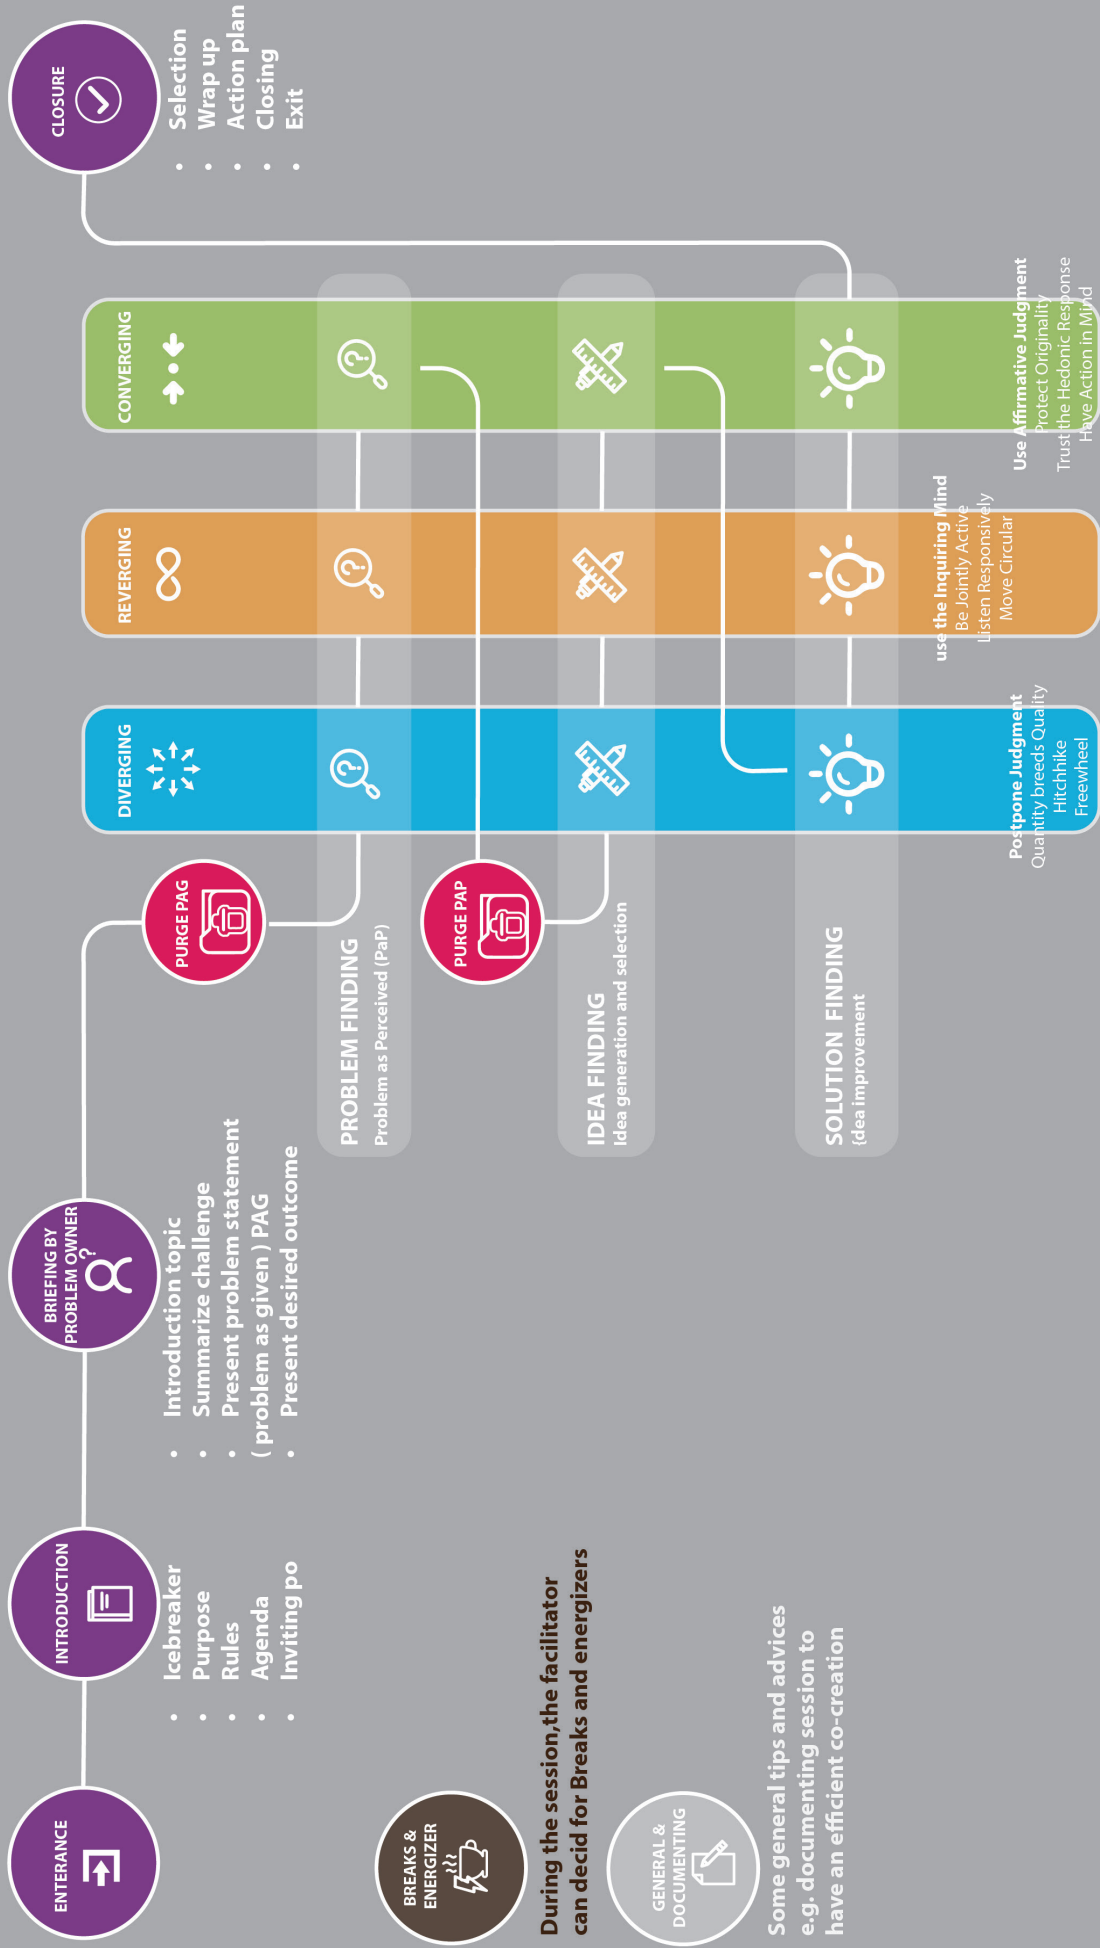 ENTERANCE
INTRODUCTION
• Icebreaker
• Purpose
• Rules
• Agenda
• Inviting po
BRIEFING BY
PROBLEM OWNER
• Introduction topic
• Summarize challenge
• Present problem statement
( problem as given ) PAG
• Present desired outcome
PURGE PAG
PROBLEM FINDING
Problem as Perceived (PaP)
PURGE PAP
IDEA FINDING
Idea generation and selection
SOLUTION FINDING
{dea improvement
DIVERGING
Postpone Judgment
Quantity breeds Quality
Hitchhike
Freewheel
REVERGING
use the Inquiring Mind
Be Jointly Active
Listen Responsively
Move Circular
CONVERGING
Use Affirmative Judgment
Protect Originality
Trust the Hedonic Response
Have Action in Mind
CLOSURE
• Selection
• Wrap up
• Action plan
• Closing
• Exit
BREAKS &
ENERGIZER
During the session,the facilitator
can decid for Breaks and energizers
GENERAL &
DOCUMENTING
Some general tips and advices
e.g. documenting session to
have an efficient co-creation